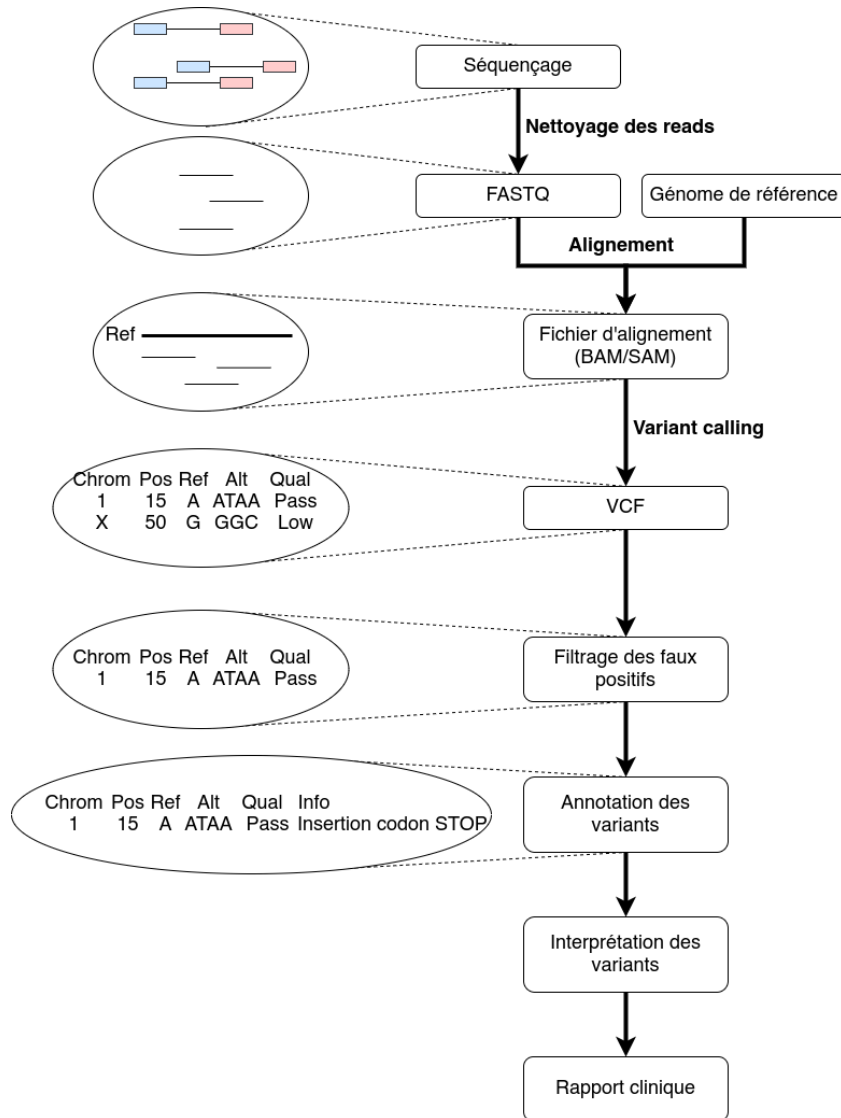 Séquençage
Nettoyage des reads
FASTQ
Génome de référence
Alignement
Ref
Fichier d'alignement
(BAM/SAM)
Variant calling
Chrom Pos Ref Alt Qual
1 15 A ATAA Pass
X 50 G GGC Low
VCF
Chrom Pos Ref Alt Qual
1 15 A ATAA Pass
Filtrage des faux
positifs
Chrom Pos Ref Alt Qual Info
1 15 A ATAA Pass Insertion codon STOP
Annotation des
variants
Interprétation des
variants
Rapport clinique